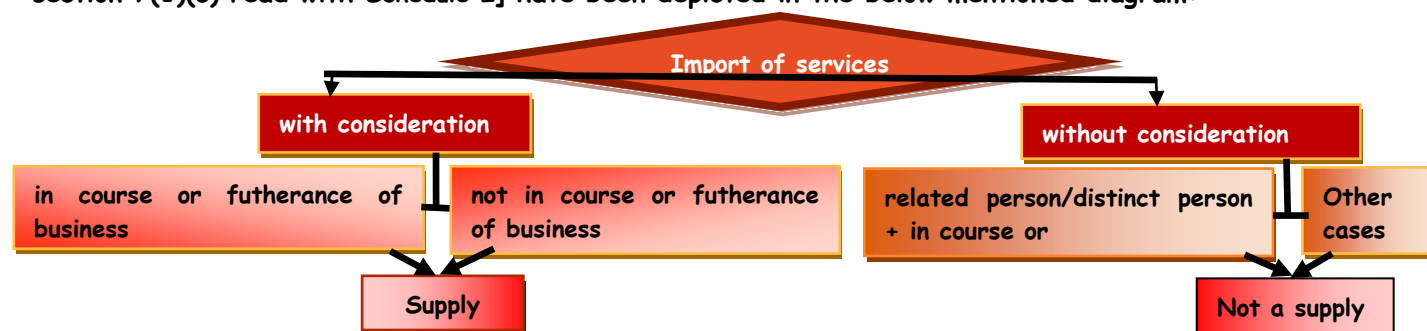 Import of services
with consideration
without consideration
in course or futherance of
business
not in course or futherance
of business
related person/distinct person
+ in course or
Other
cases
Supply
Not a supply